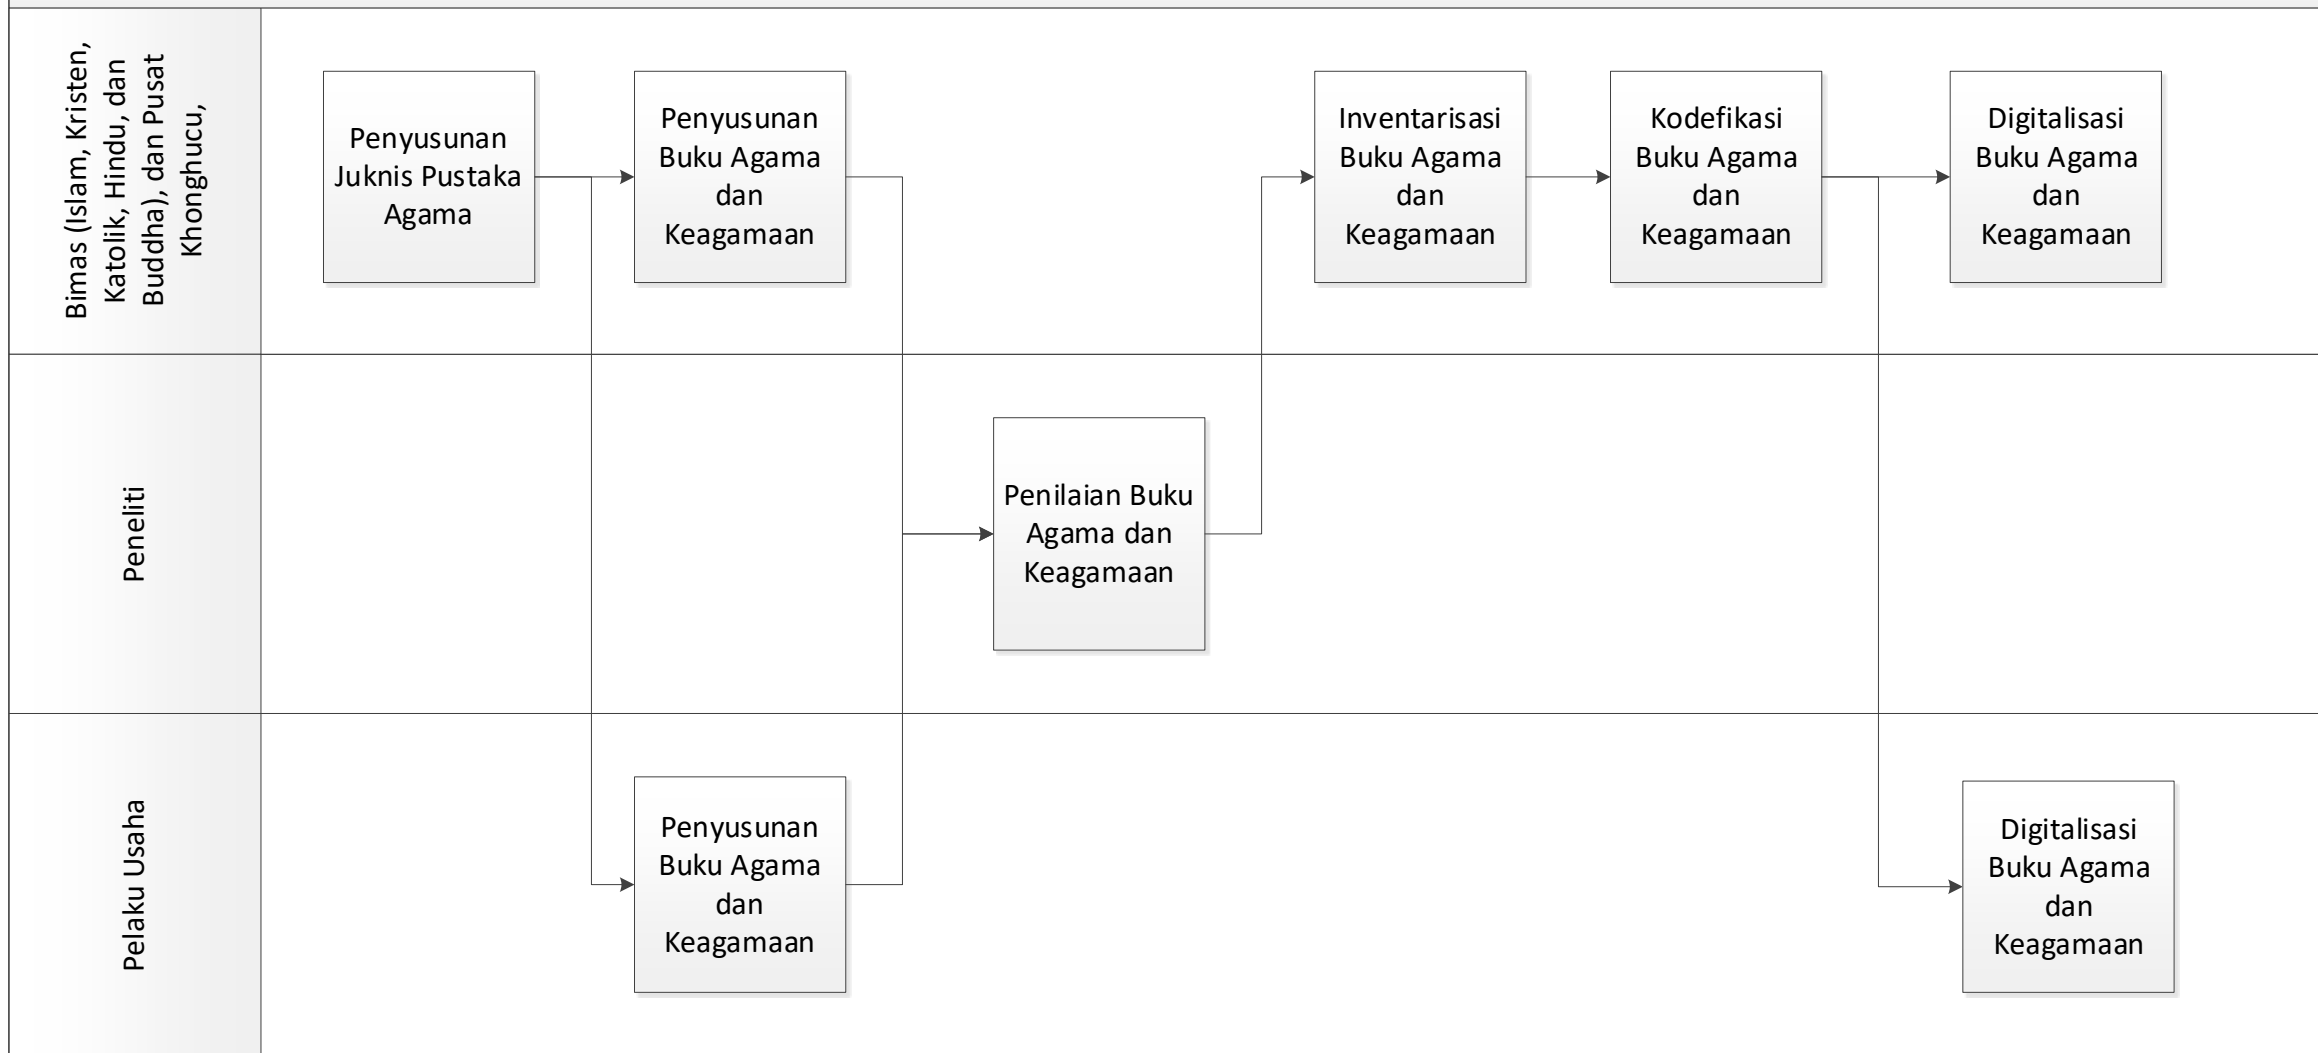 Bimas (Islam, Kristen,
Katolik, Hindu, dan
Buddha), dan Pusat
Khonghucu,
Penyusunan
Juknis Pustaka
Agama
Penyusunan
Buku Agama
dan
Keagamaan
Inventarisasi
Buku Agama
dan
Keagamaan
Kodefikasi
Buku Agama
dan
Keagamaan
Digitalisasi
Buku Agama
dan
Keagamaan
Peneliti
Penilaian Buku
Agama dan
Keagamaan
Pelaku Usaha
Penyusunan
Buku Agama
dan
Keagamaan
Digitalisasi
Buku Agama
dan
Keagamaan